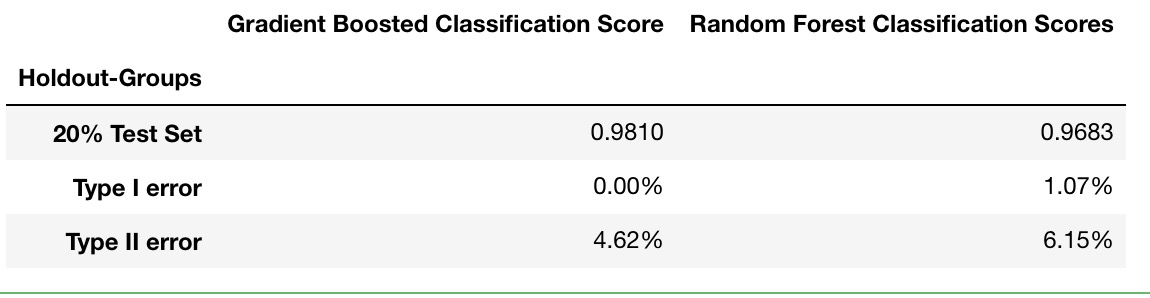 Gradient Boosted Classification Score Random Forest Classification Scores
Holdout-Groups
20% Test Set 0.9810 0.9683
Type I error 0.00% 1.07%
Type II error 4.62% 6.15%